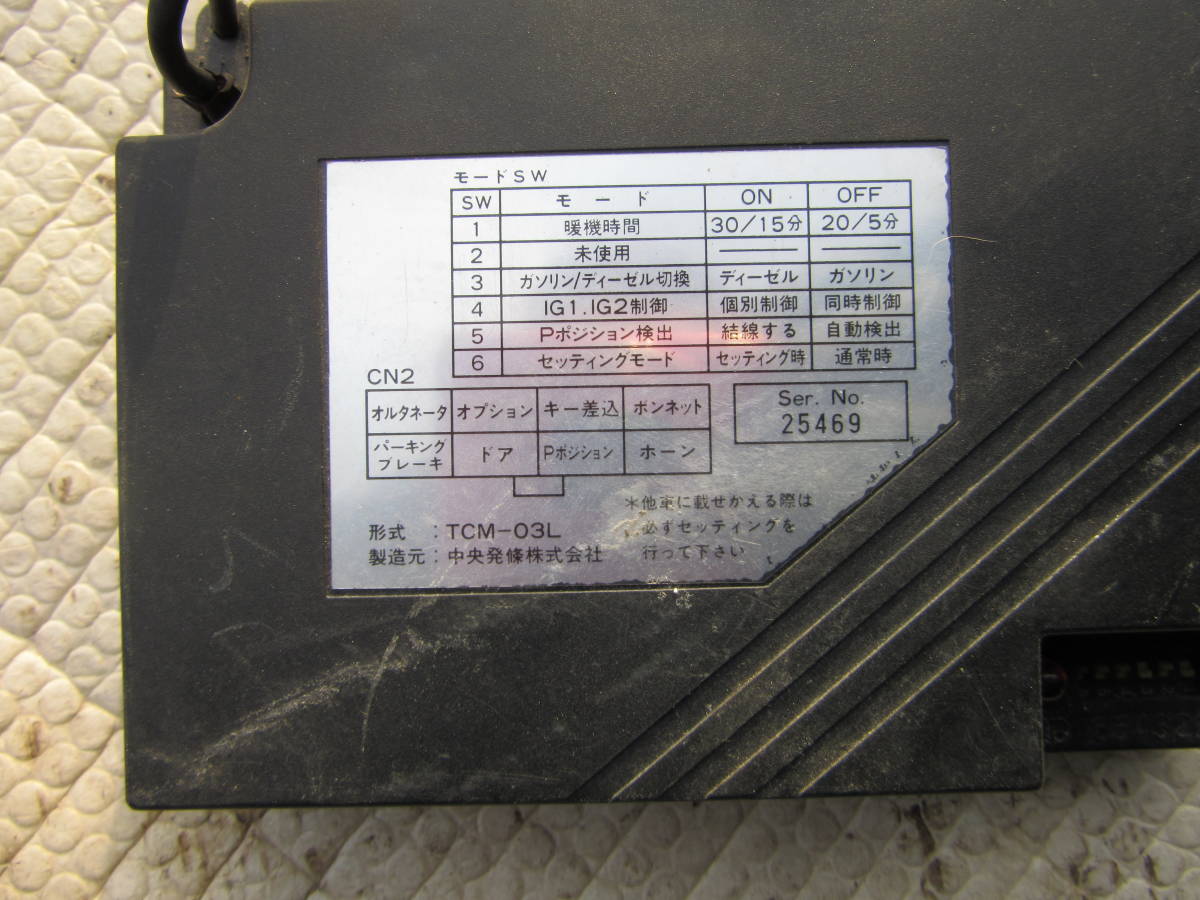 モードSW
SW モード ON OFF
1 暖機時間 30/15分 20/5分
2 未使用 ─── ───
3 ガソリン/ディーゼル切換 ディーゼル ガソリン
4 IG1.IG2制御 個別制御 同時制御
5 Pポジション検出 結線する 自動検出
6 セッティングモード セッティング時 通常時
CN2
オルタネータ オプション キー差込 ボンネット
パーキング
ブレーキ ドア Pポジション ホーン
Ser. No.
25469
*他車に載せかえる際は
必ずセッティングを
行って下さい
形式 : TCM-03L
製造元 : 中央発條株式会社